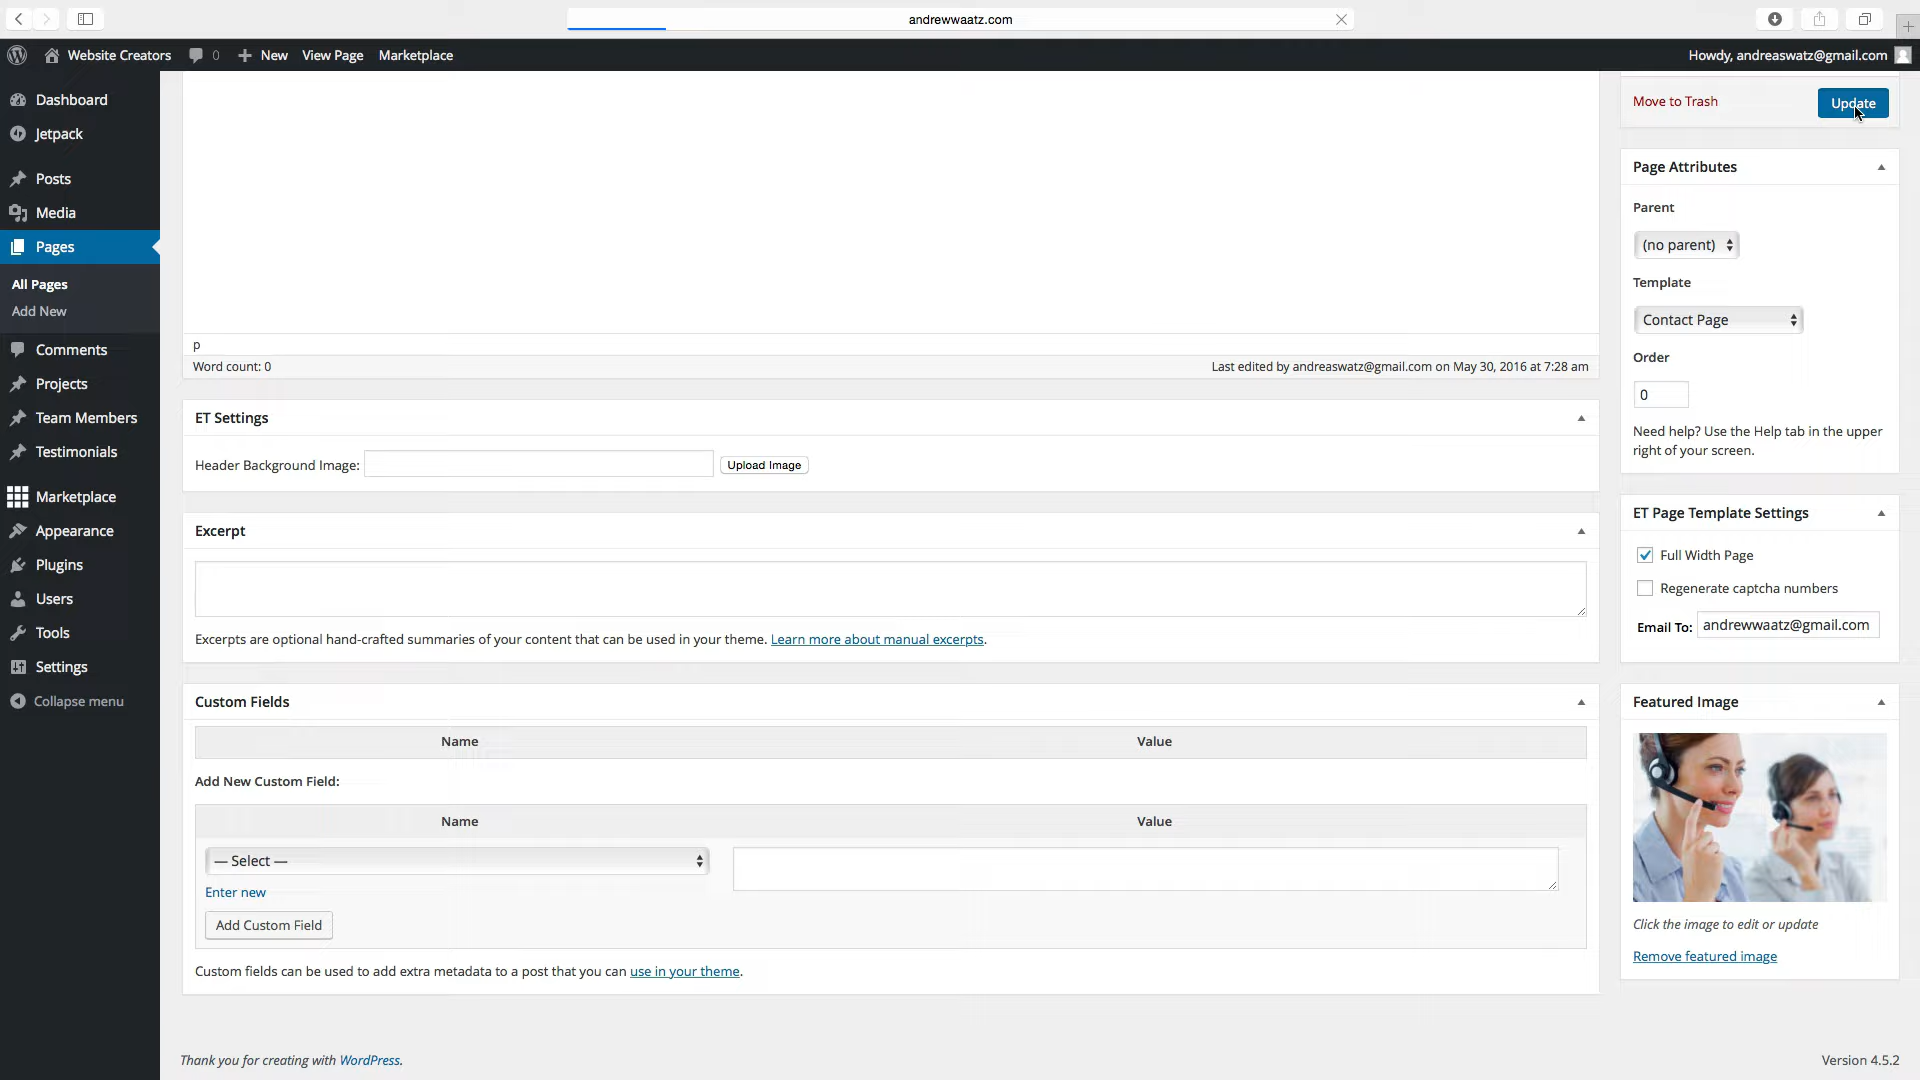 andrewwaatz.com
Website Creators
0
New
View Page
Marketplace
Howdy, andreaswatz@gmail.com
Dashboard
Jetpack
Posts
Media
Pages
All Pages
Add New
Comments
Projects
Team Members
Testimonials
Marketplace
Appearance
Plugins
Users
Tools
Settings
Collapse menu
p
Word count: 0
Last edited by andreaswatz@gmail.com on May 30, 2016 at 7:28 am
ET Settings
Header Background Image:
Upload Image
Excerpt
Excerpts are optional hand-crafted summaries of your content that can be used in your theme. Learn more about manual excerpts.
Custom Fields
Name
Value
Add New Custom Field:
Name
Value
— Select —
Enter new
Add Custom Field
Custom fields can be used to add extra metadata to a post that you can use in your theme.
Move to Trash
Update
Page Attributes
Parent
(no parent)
Template
Contact Page
Order
0
Need help? Use the Help tab in the upper
right of your screen.
ET Page Template Settings
Full Width Page
Regenerate captcha numbers
Email To:
andrewwaatz@gmail.com
Featured Image
Click the image to edit or update
Remove featured image
Thank you for creating with WordPress.
Version 4.5.2